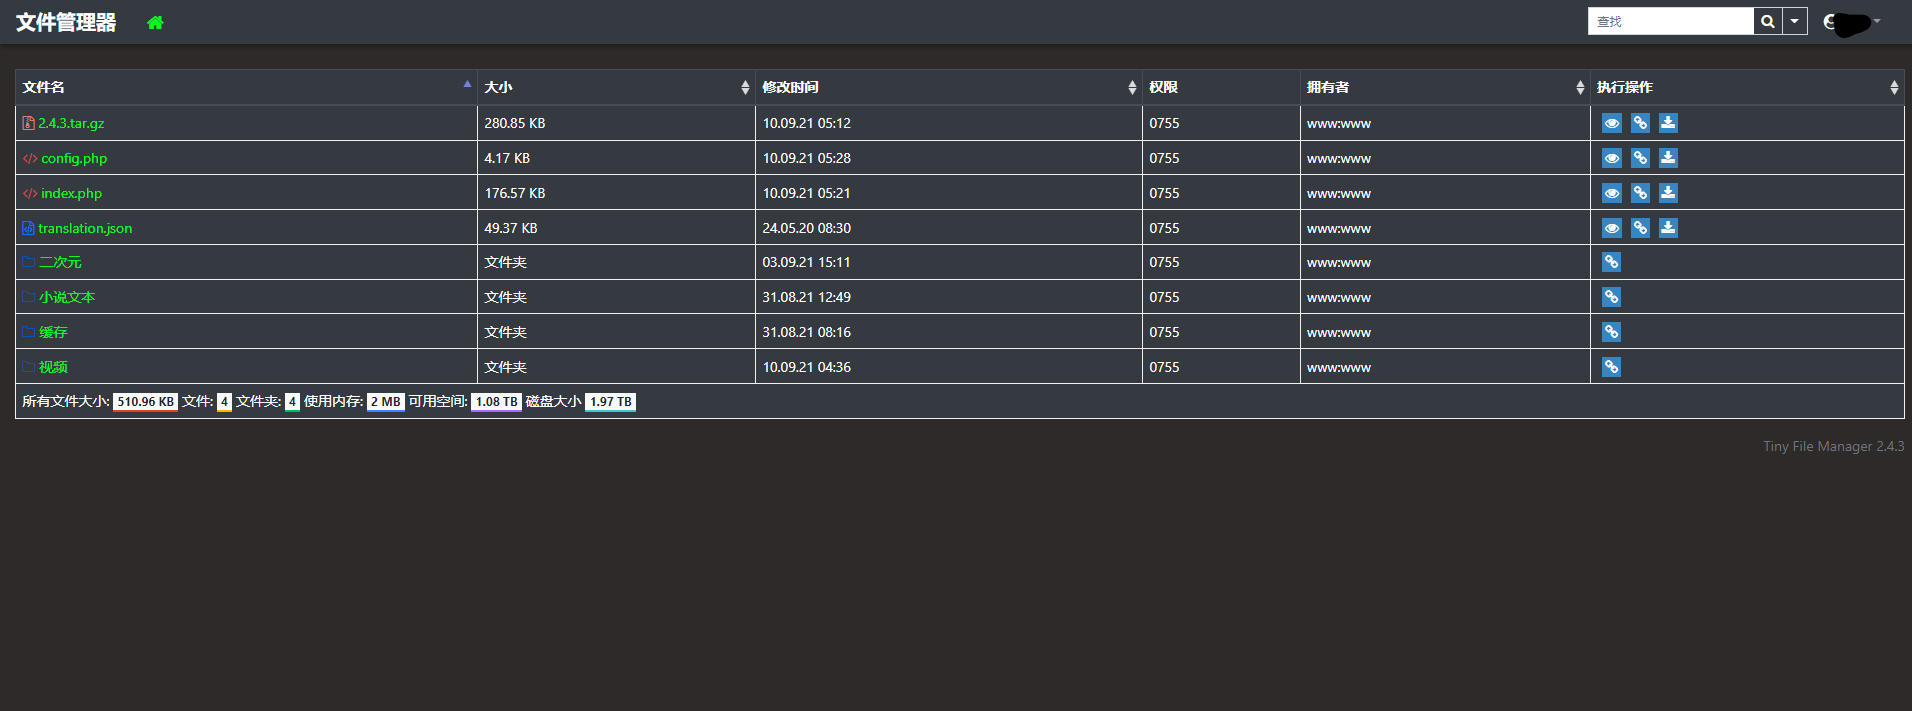 文件管理器 查找
文件名 大小 修改时间 权限 拥有者 执行操作
2.4.3.tar.gz 280.85 KB 10.09.21 05:12 0755 www:www
config.php 4.17 KB 10.09.21 05:28 0755 www:www
index.php 176.57 KB 10.09.21 05:21 0755 www:www
translation.json 49.37 KB 24.05.20 08:30 0755 www:www
二次元 文件夹 03.09.21 15:11 0755 www:www
小说文本 文件夹 31.08.21 12:49 0755 www:www
缓存 文件夹 31.08.21 08:16 0755 www:www
视频 文件夹 10.09.21 04:36 0755 www:www
所有文件大小: 510.96 KB 文件: 4 文件夹: 4 使用内存: 2 MB 可用空间: 1.08 TB 磁盘大小 1.97 TB
Tiny File Manager 2.4.3